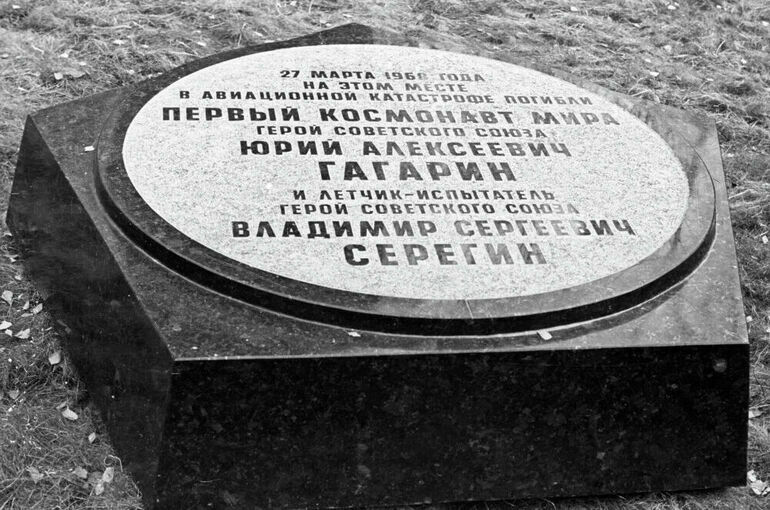 27 МАРТА 1968 ГОДА
НА ЭТОМ МЕСТЕ
В АВИАЦИОННОЙ КАТАСТРОФЕ ПОГИБЛИ
ПЕРВЫЙ КОСМОНАВТ МИРА
ГЕРОЙ СОВЕТСКОГО СОЮЗА
ЮРИЙ АЛЕКСЕЕВИЧ
ГАГАРИН
И ЛЕТЧИК-ИСПЫТАТЕЛЬ
ГЕРОЙ СОВЕТСКОГО СОЮЗА
ВЛАДИМИР СЕРГЕЕВИЧ
СЕРЕГИН